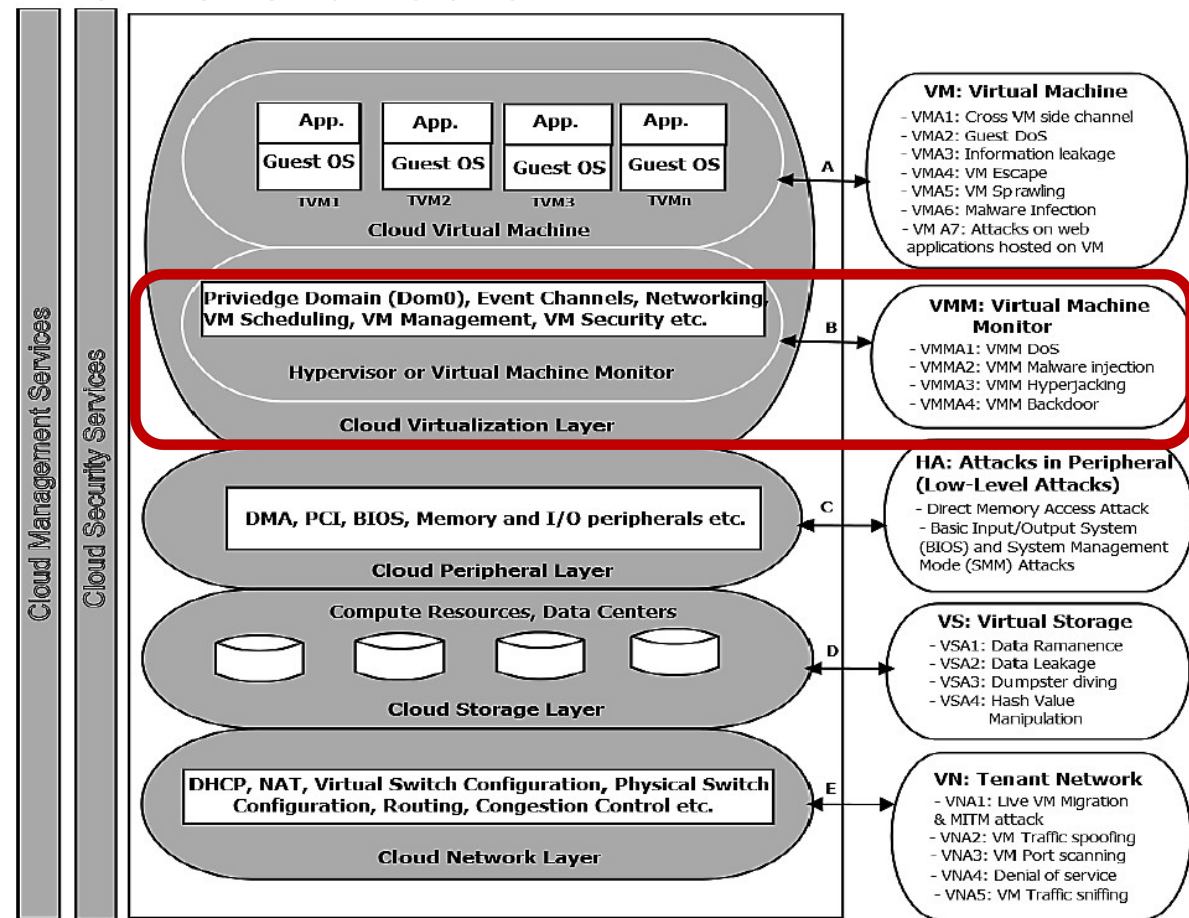 Cloud Management Services
Cloud Security Services
App.
App.
App.
App.
Guest OS
Guest OS
Guest OS
Guest OS
TVM1
TVM2
TVM3
TVMn
Cloud Virtual Machine
Priviedge Domain (Dom0), Event Channels, Networking,
VM Scheduling, VM Management, VM Security etc.
Hypervisor or Virtual Machine Monitor
Cloud Virtualization Layer
DMA, PCI, BIOS, Memory and I/O peripherals etc.
Cloud Peripheral Layer
Compute Resources, Data Centers
Cloud Storage Layer
DHCP, NAT, Virtual Switch Configuration, Physical Switch
Configuration, Routing, Congestion Control etc.
Cloud Network Layer
A
VM: Virtual Machine
- VMA1: Cross VM side channel
- VMA2: Guest DoS
- VMA3: Information leakage
- VMA4: VM Escape
- VMA5: VM Sprawling
- VMA6: Malware Infection
- VM A7: Attacks on web
applications hosted on VM
B
VMM: Virtual Machine
Monitor
- VMMA1: VMM DoS
- VMMA2: VMM Malware injection
- VMMA3: VMM Hyperjacking
- VMMA4: VMM Backdoor
C
HA: Attacks in Peripheral
(Low-Level Attacks)
- Direct Memory Access Attack
- Basic Input/Output System
(BIOS) and System Management
Mode (SMM) Attacks
D
VS: Virtual Storage
- VSA1: Data Ramanence
- VSA2: Data Leakage
- VSA3: Dumpster diving
- VSA4: Hash Value
Manipulation
E
VN: Tenant Network
- VNA1: Live VM Migration
& MITM attack
- VNA2: VM Traffic spoofing
- VNA3: VM Port scanning
- VNA4: Denial of service
- VNA5: VM Traffic sniffing